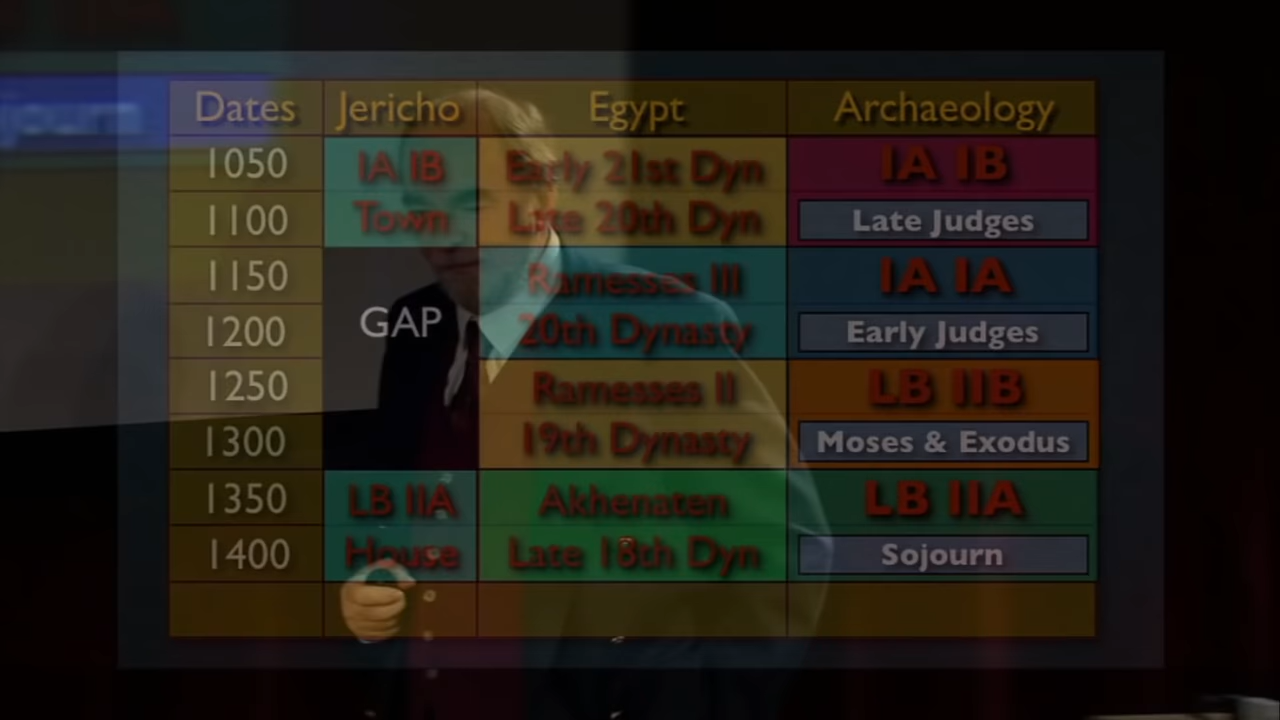 journ
Dates Jericho Egypt Archaeology
1050 IA IB Early 21st Dyn IA IB
1100 Town Late 20th Dyn Late Judges
1150 Ramesses III IA IA
1200 GAP 20th Dynasty Early Judges
1250 Ramesses II LB IIB
1300 19th Dynasty Moses & Exodus
1350 LB IIA Akhenaten LB IIA
1400 House Late 18th Dyn Sojourn